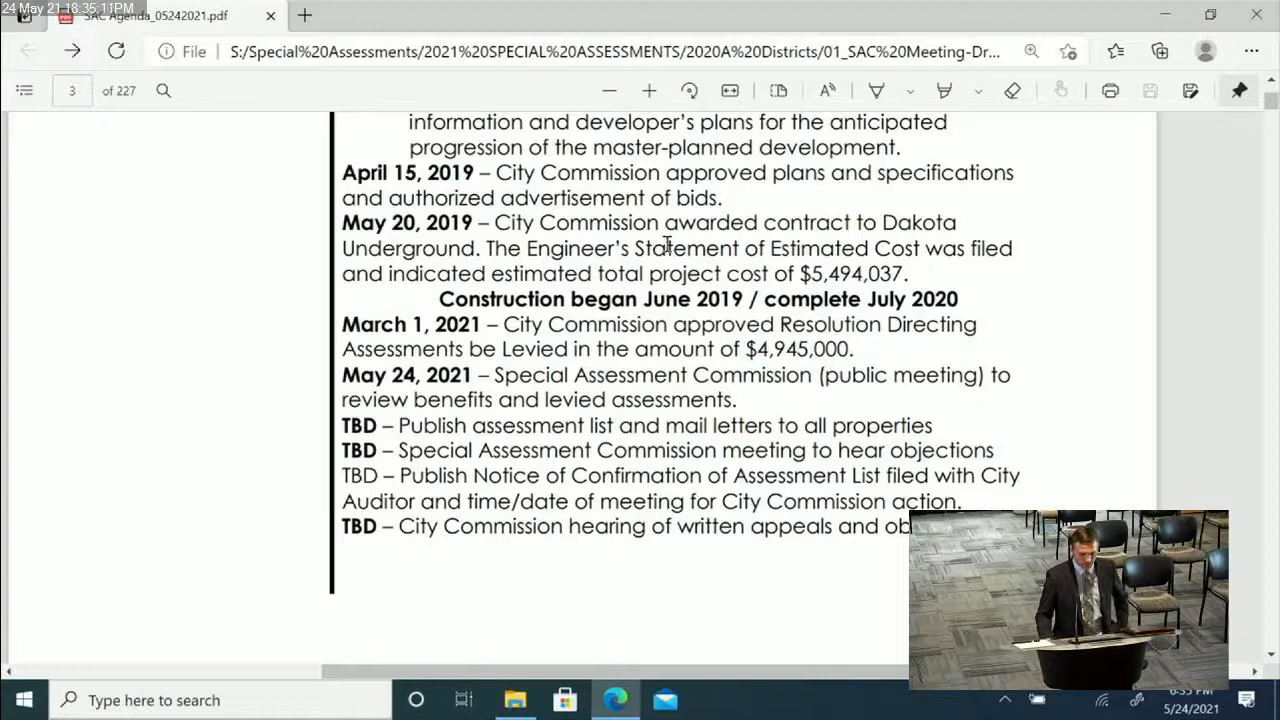 24 May 21 18:35.11PM
SAC Agenda_05242021.pdf
File
S:/Special%20Assessments/2021%20SPECIAL%20ASSESSMENTS/2020A%20Districts/01_SAC%20Meeting-Dr...
3 of 227
information and developer's plans for the anticipated
progression of the master-planned development.
April 15, 2019 – City Commission approved plans and specifications
and authorized advertisement of bids.
May 20, 2019 – City Commission awarded contract to Dakota
Underground. The Engineer's Statement of Estimated Cost was filed
and indicated estimated total project cost of $5,494,037.
Construction began June 2019 / complete July 2020
March 1, 2021 – City Commission approved Resolution Directing
Assessments be Levied in the amount of $4,945,000.
May 24, 2021 – Special Assessment Commission (public meeting) to
review benefits and levied assessments.
TBD – Publish assessment list and mail letters to all properties
TBD – Special Assessment Commission meeting to hear objections
TBD – Publish Notice of Confirmation of Assessment List filed with City
Auditor and time/date of meeting for City Commission action.
TBD – City Commission hearing of written appeals and ob
Type here to search
6:35 PM
5/24/2021